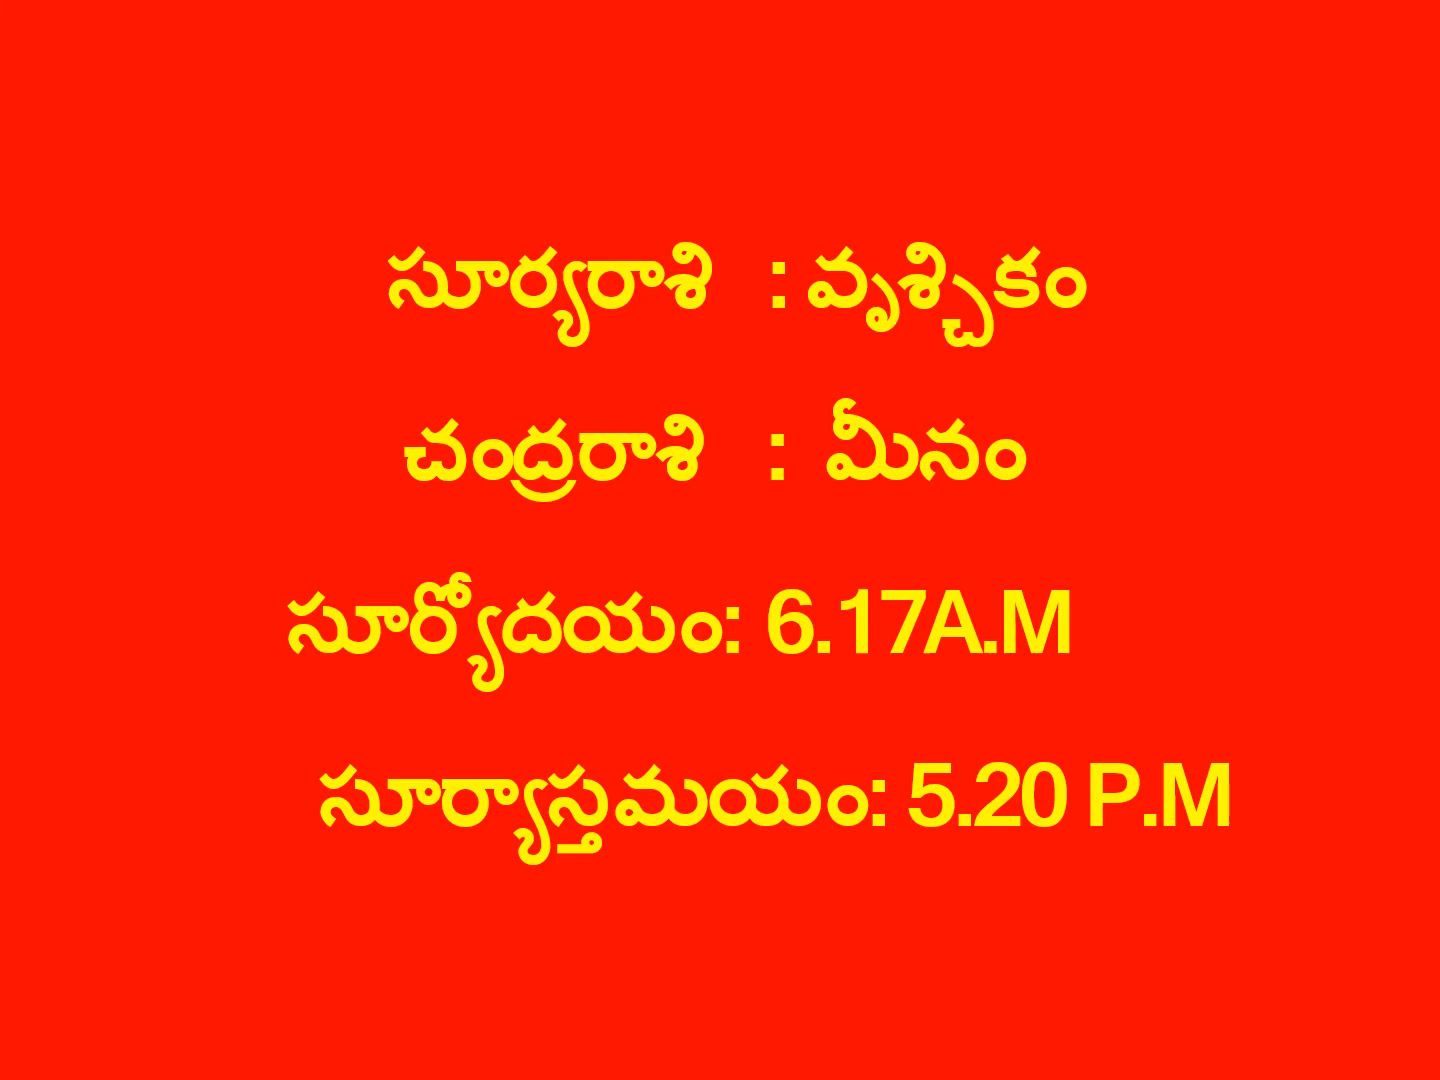 సూర్యరాశి : వృశ్చికం
చంద్రరాశి : మీనం
సూర్యోదయం: 6.17A.M
సూర్యాస్తమయం: 5.20 P.M